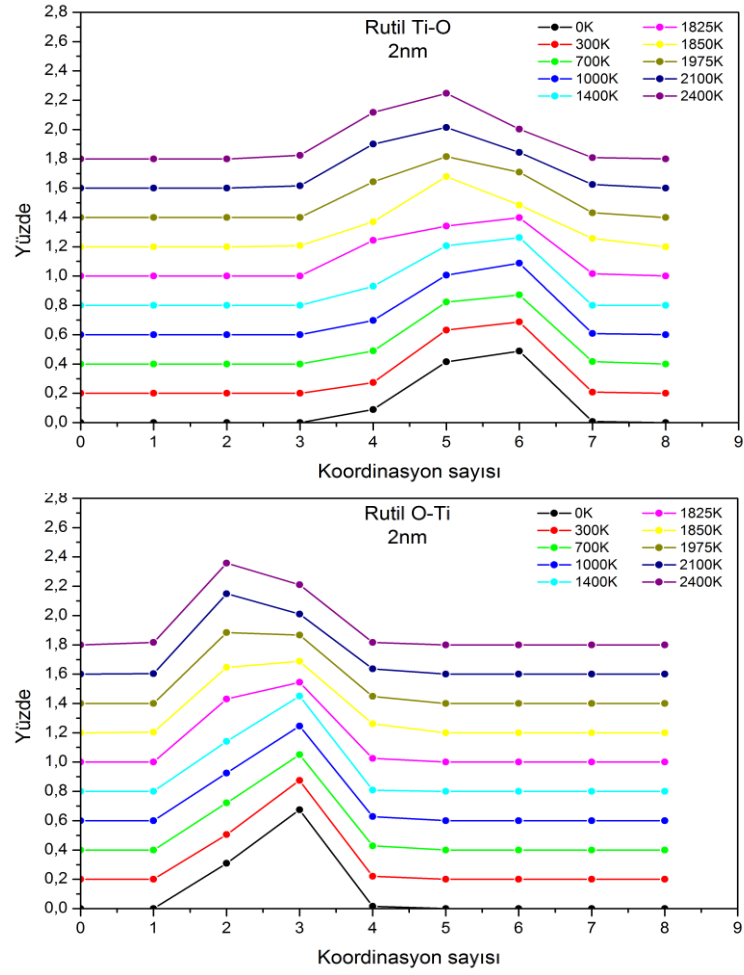 2,8
2,6
2,4
2,2
2,0
1,8
1,6
1,4
1,2
1,0
0,8
0,6
0,4
0,2
0,0
Yüzde
Rutil Ti-O
2nm
0K 1825K
300K 1850K
700K 1975K
1000K 2100K
1400K 2400K
0 1 2 3 4 5 6 7 8 9
Koordinasyon sayısı
2,8
2,6
2,4
2,2
2,0
1,8
1,6
1,4
1,2
1,0
0,8
0,6
0,4
0,2
0,0
Yüzde
Rutil O-Ti
2nm
0K 1825K
300K 1850K
700K 1975K
1000K 2100K
1400K 2400K
0 1 2 3 4 5 6 7 8 9
Koordinasyon sayısı